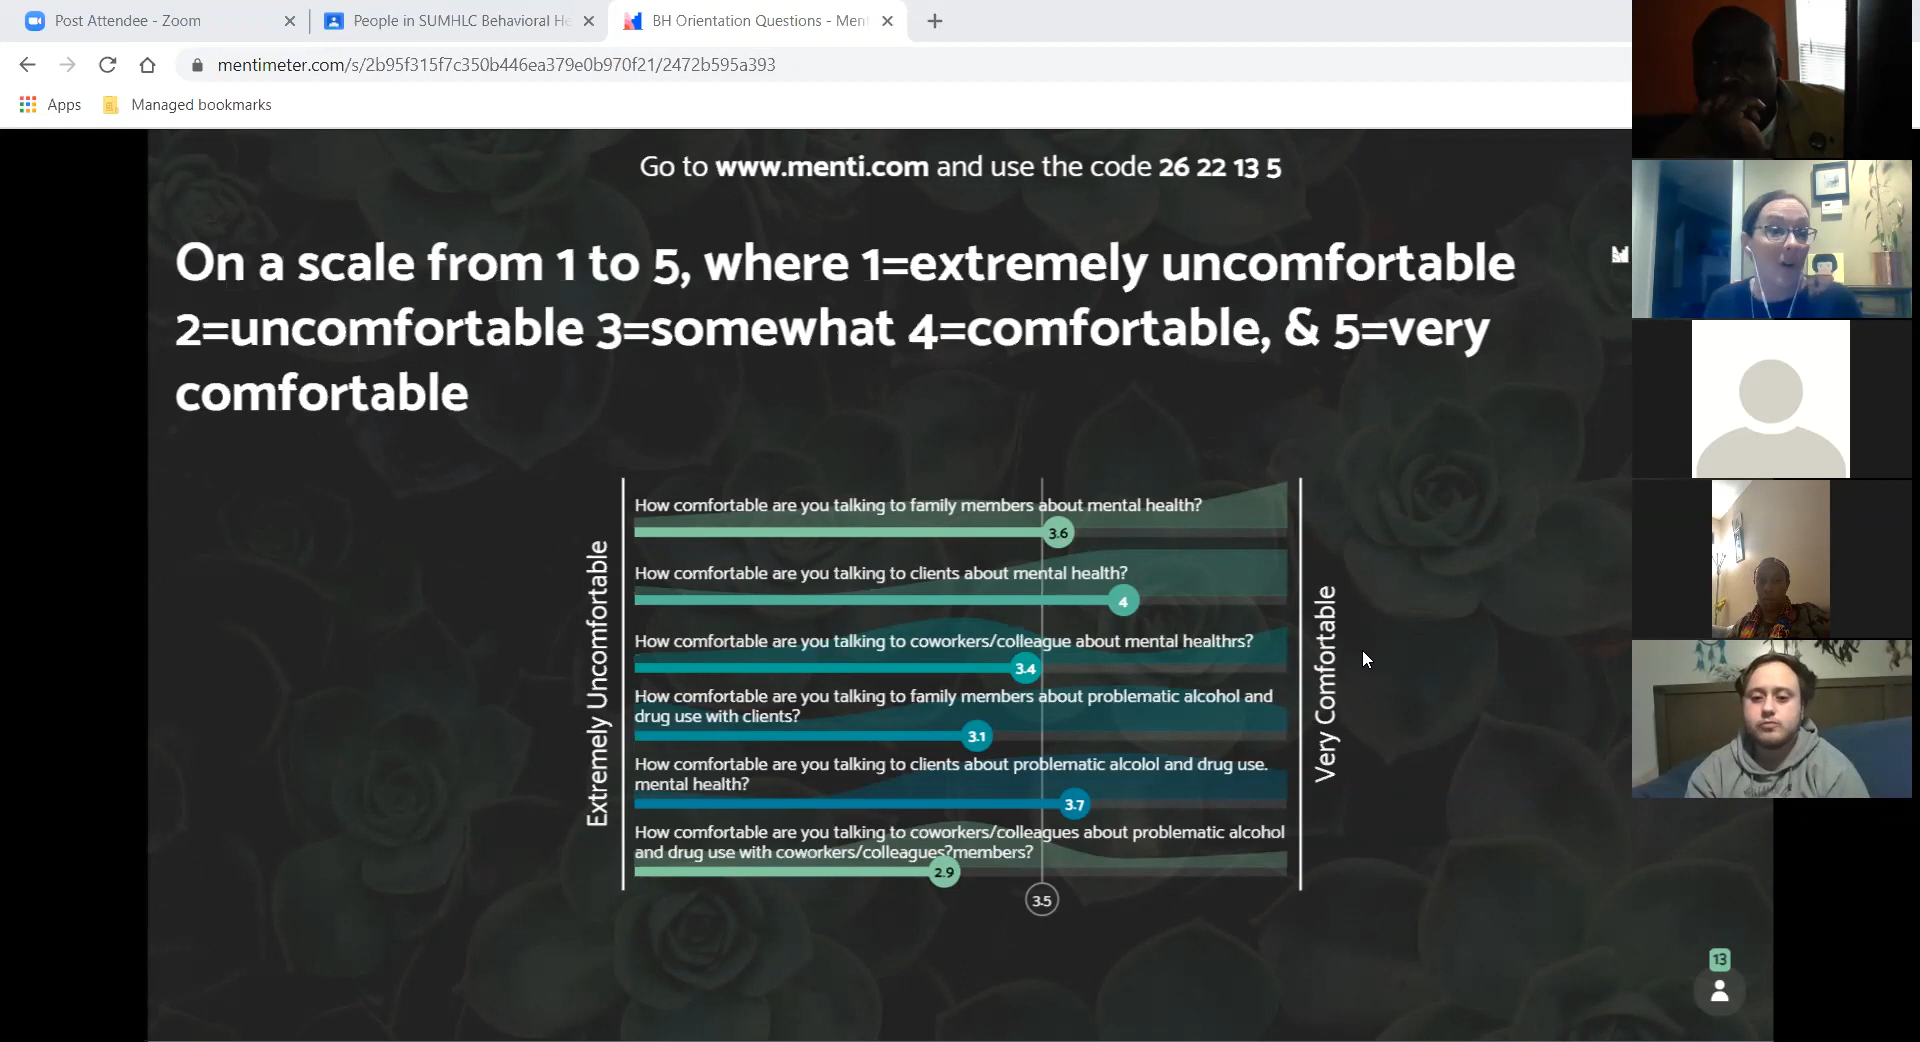 Post Attendee - Zoom
People in SUMHLC Behavioral He
BH Orientation Questions - Ment
mentimeter.com/s/2b95f315f7c350b446ea379e0b970f21/2472b595a393
Apps
Managed bookmarks
Go to www.menti.com and use the code 26 22 13 5
On a scale from 1 to 5, where 1=extremely uncomfortable
2=uncomfortable 3=somewhat 4=comfortable, & 5=very
comfortable
Extremely Uncomfortable
How comfortable are you talking to family members about mental health?
3.6
How comfortable are you talking to clients about mental health?
4
How comfortable are you talking to coworkers/colleague about mental healthrs?
3.4
How comfortable are you talking to family members about problematic alcohol and
drug use with clients?
3.1
How comfortable are you talking to clients about problematic alcolol and drug use.
mental health?
3.7
How comfortable are you talking to coworkers/colleagues about problematic alcohol
and drug use with coworkers/colleagues?members?
2.9
3.5
Very Comfortable
13